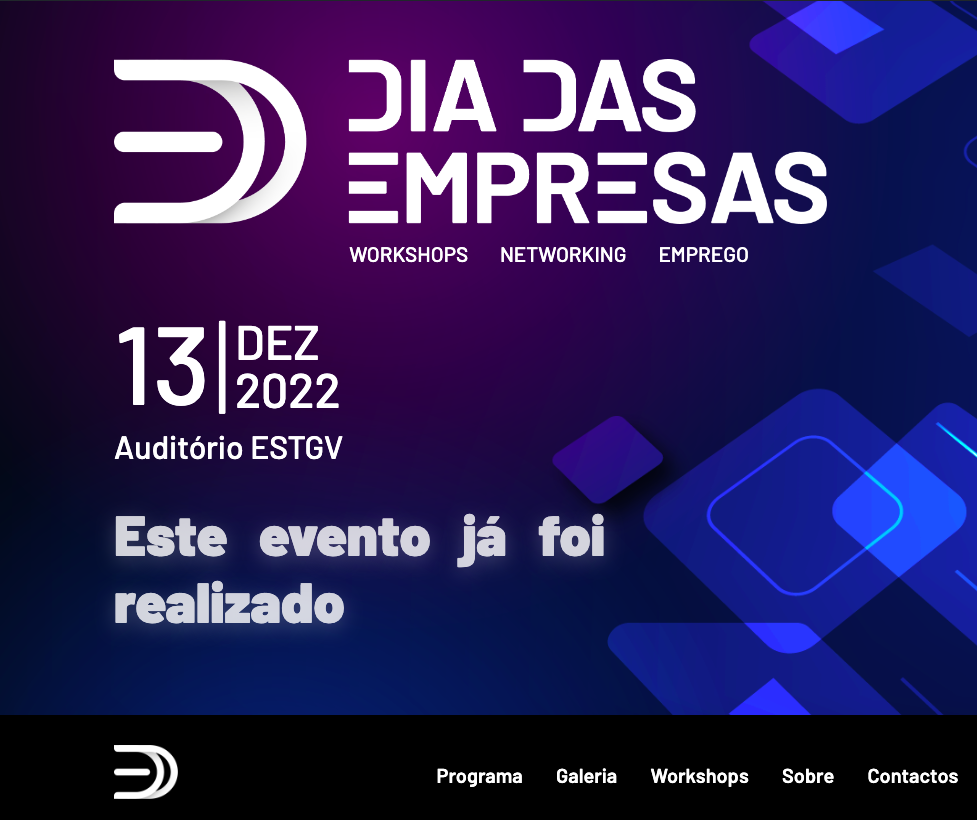 DIA DAS
EMPRESAS
WORKSHOPS NETWORKING EMPREGO
13 DEZ
2022
Auditório ESTGV
Este evento já foi
realizado
Programa Galeria Workshops Sobre Contactos